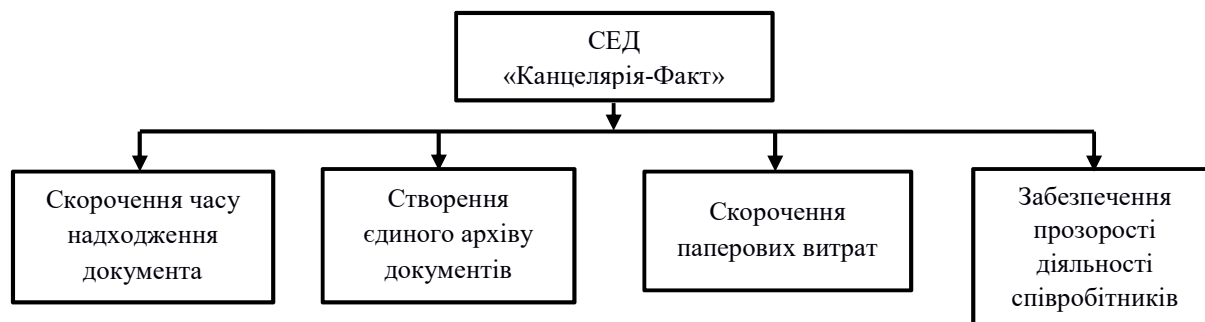 СЕД
«Канцелярія-Факт»
Скорочення часу
надходження
документа
Створення
єдиного архіву
документів
Скорочення
паперових витрат
Забезпечення
прозорості
діяльності
співробітників